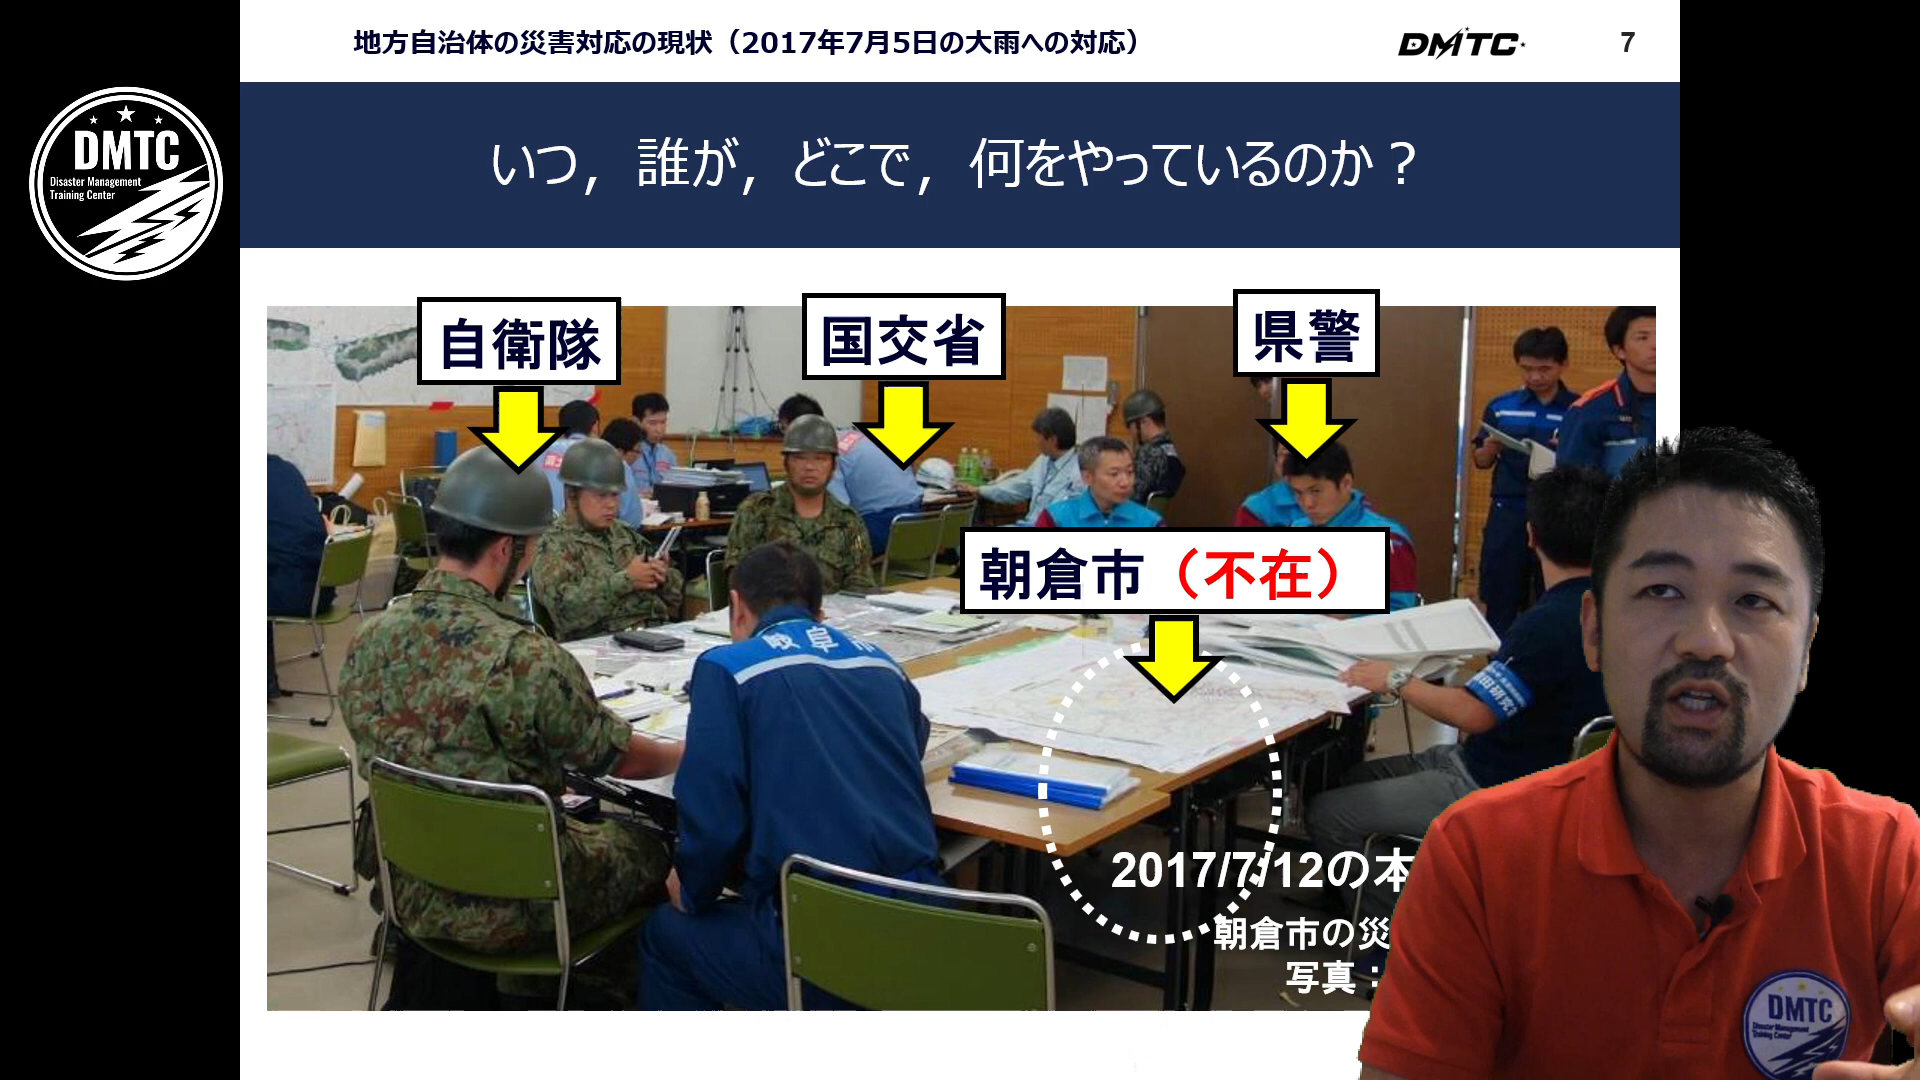 地方自治体の災害対応の現状（2017年7月5日の大雨への対応）
DMTC
7
DMTC
Disaster Management
Training Center
いつ，誰が，どこで，何をやっているのか？
自衛隊
国交省
県警
朝倉市（不在）
2017/7/12の本
朝倉市の災
写真：
DMTC
Disaster Management
Training Center